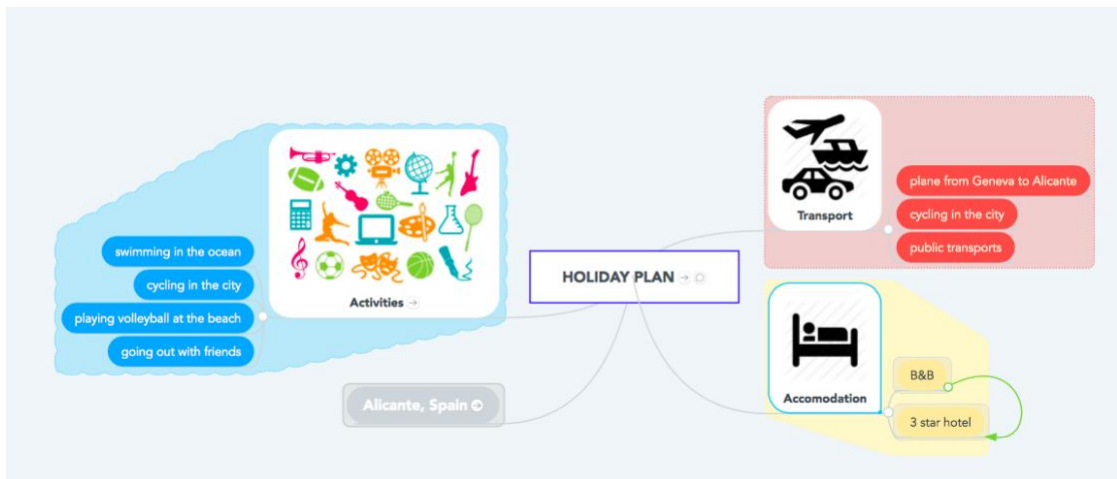 HOLIDAY PLAN
Activities
swimming in the ocean
cycling in the city
playing volleyball at the beach
going out with friends
Alicante, Spain
Transport
plane from Geneva to Alicante
cycling in the city
public transports
Accomodation
B&B
3 star hotel